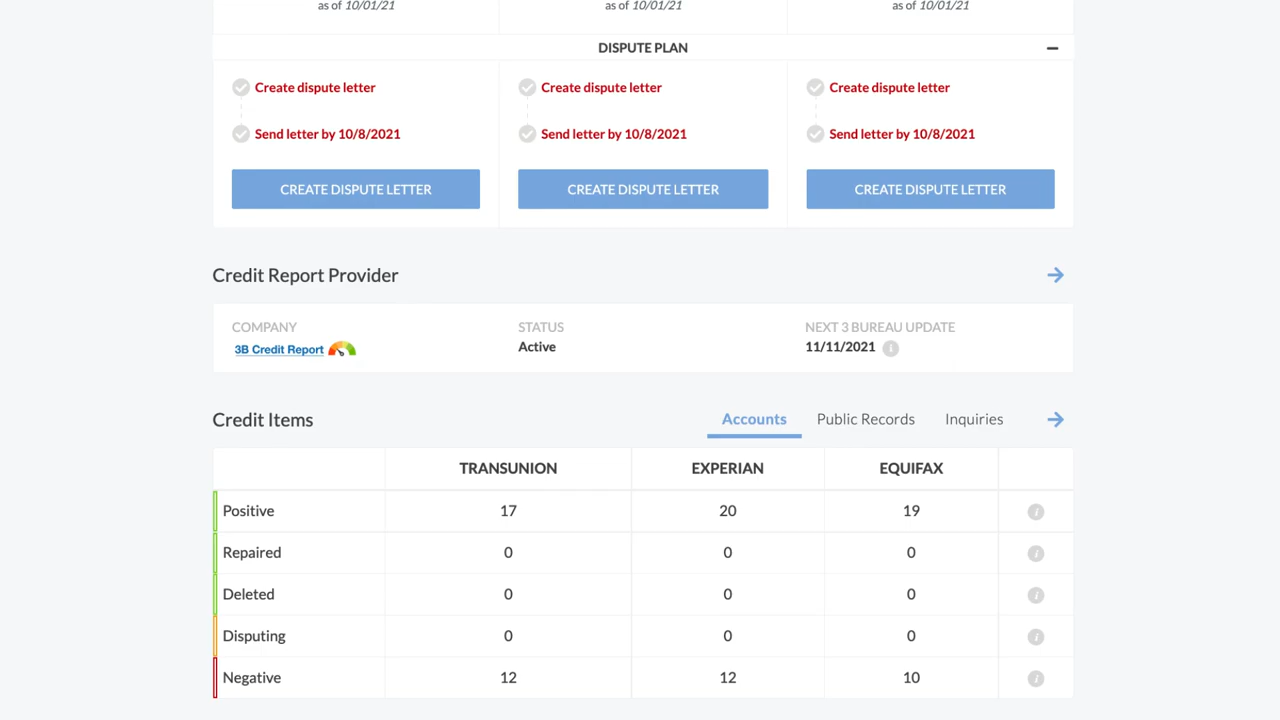 as of 10/01/21 as of 10/01/21 as of 10/01/21
DISPUTE PLAN
Create dispute letter Create dispute letter Create dispute letter
Send letter by 10/8/2021 Send letter by 10/8/2021 Send letter by 10/8/2021
CREATE DISPUTE LETTER CREATE DISPUTE LETTER CREATE DISPUTE LETTER
Credit Report Provider
COMPANY STATUS NEXT 3 BUREAU UPDATE
3B Credit Report Active 11/11/2021 i
Credit Items Accounts Public Records Inquiries
TRANSUNION EXPERIAN EQUIFAX
Positive 17 20 19 i
Repaired 0 0 0 i
Deleted 0 0 0 i
Disputing 0 0 0 i
Negative 12 12 10 i